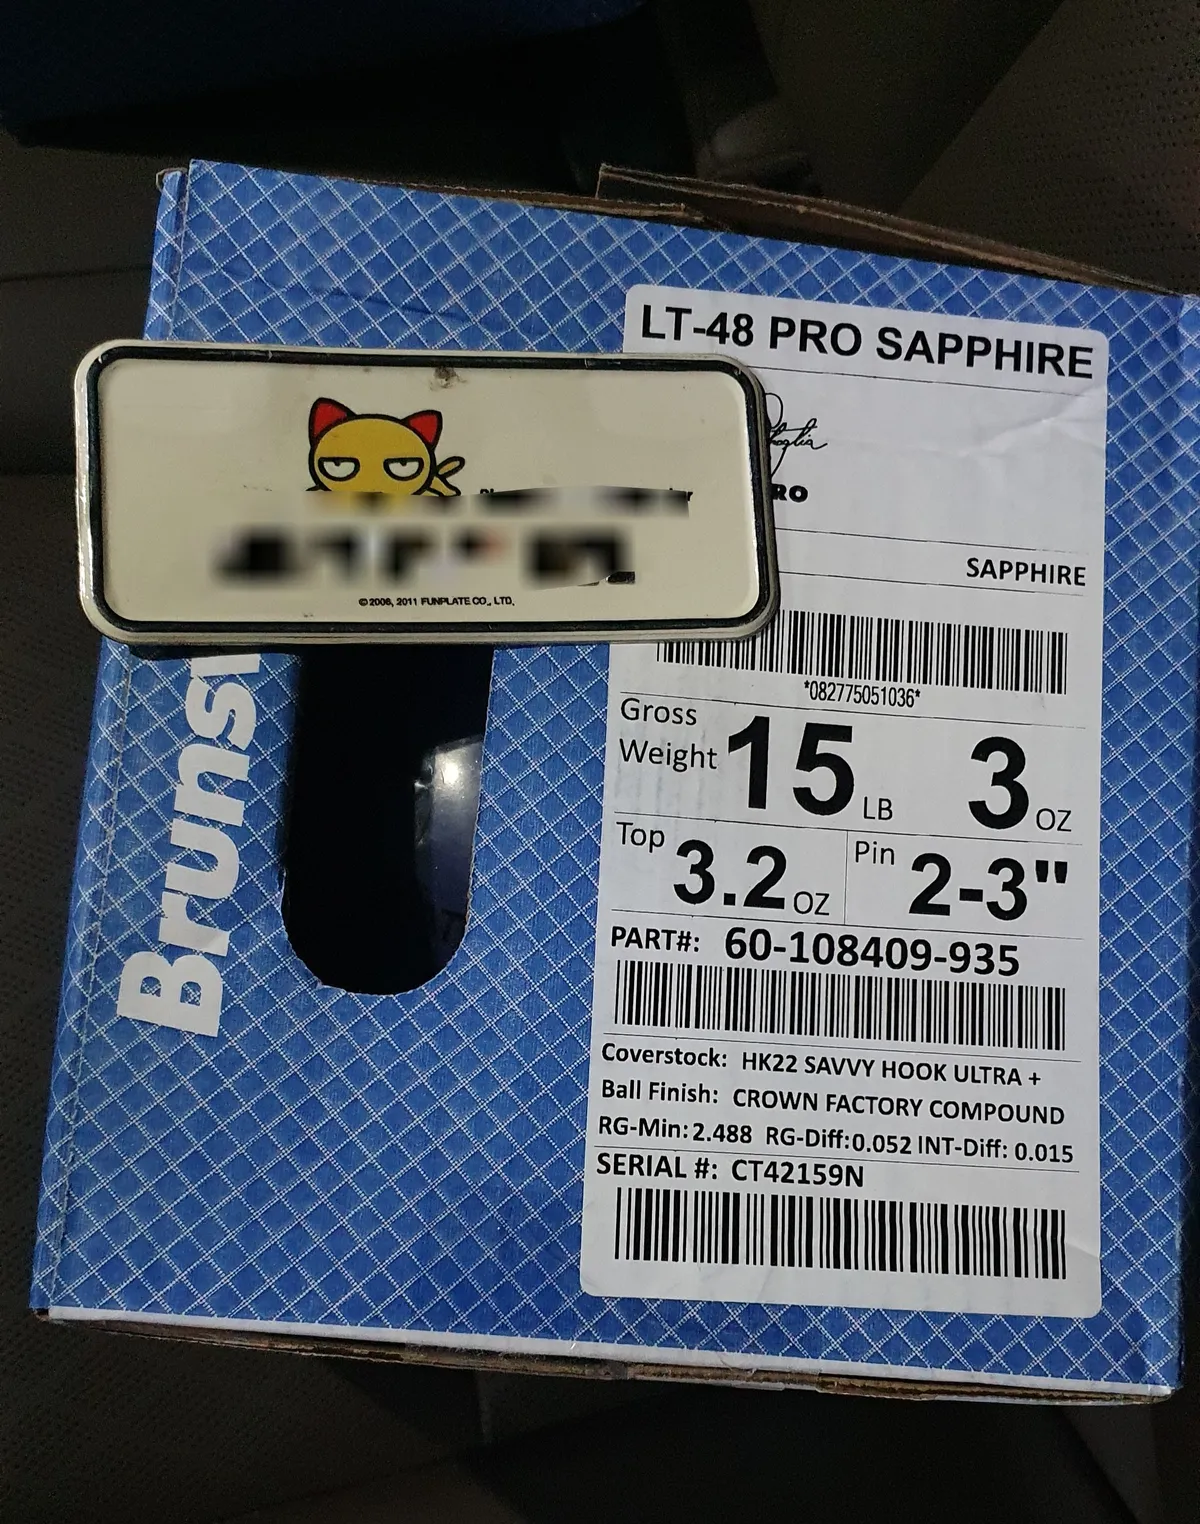 LT-48 PRO SAPPHIRE
RO
SAPPHIRE
*082775051036*
Gross
Weight 15 LB 3 OZ
Top 3.2 OZ Pin 2-3"
PART#: 60-108409-935
Coverstock: HK22 SAVVY HOOK ULTRA +
Ball Finish: CROWN FACTORY COMPOUND
RG-Min: 2.488 RG-Diff:0.052 INT-Diff: 0.015
SERIAL #: CT42159N
© 2006, 2011 FUNPLATE CO., LTD.
Bruns